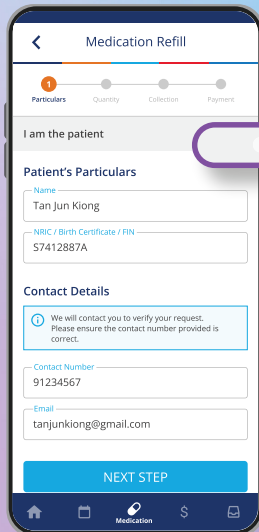 Medication Refill
1
Particulars Quantity Collection Payment
I am the patient
Patient's Particulars
Name
Tan Jun Kiong
NRIC / Birth Certificate / FIN
S7412887A
Contact Details
We will contact you to verify your request.
Please ensure the contact number provided is
correct.
Contact Number
91234567
Email
tanjunkiong@gmail.com
NEXT STEP
Medication